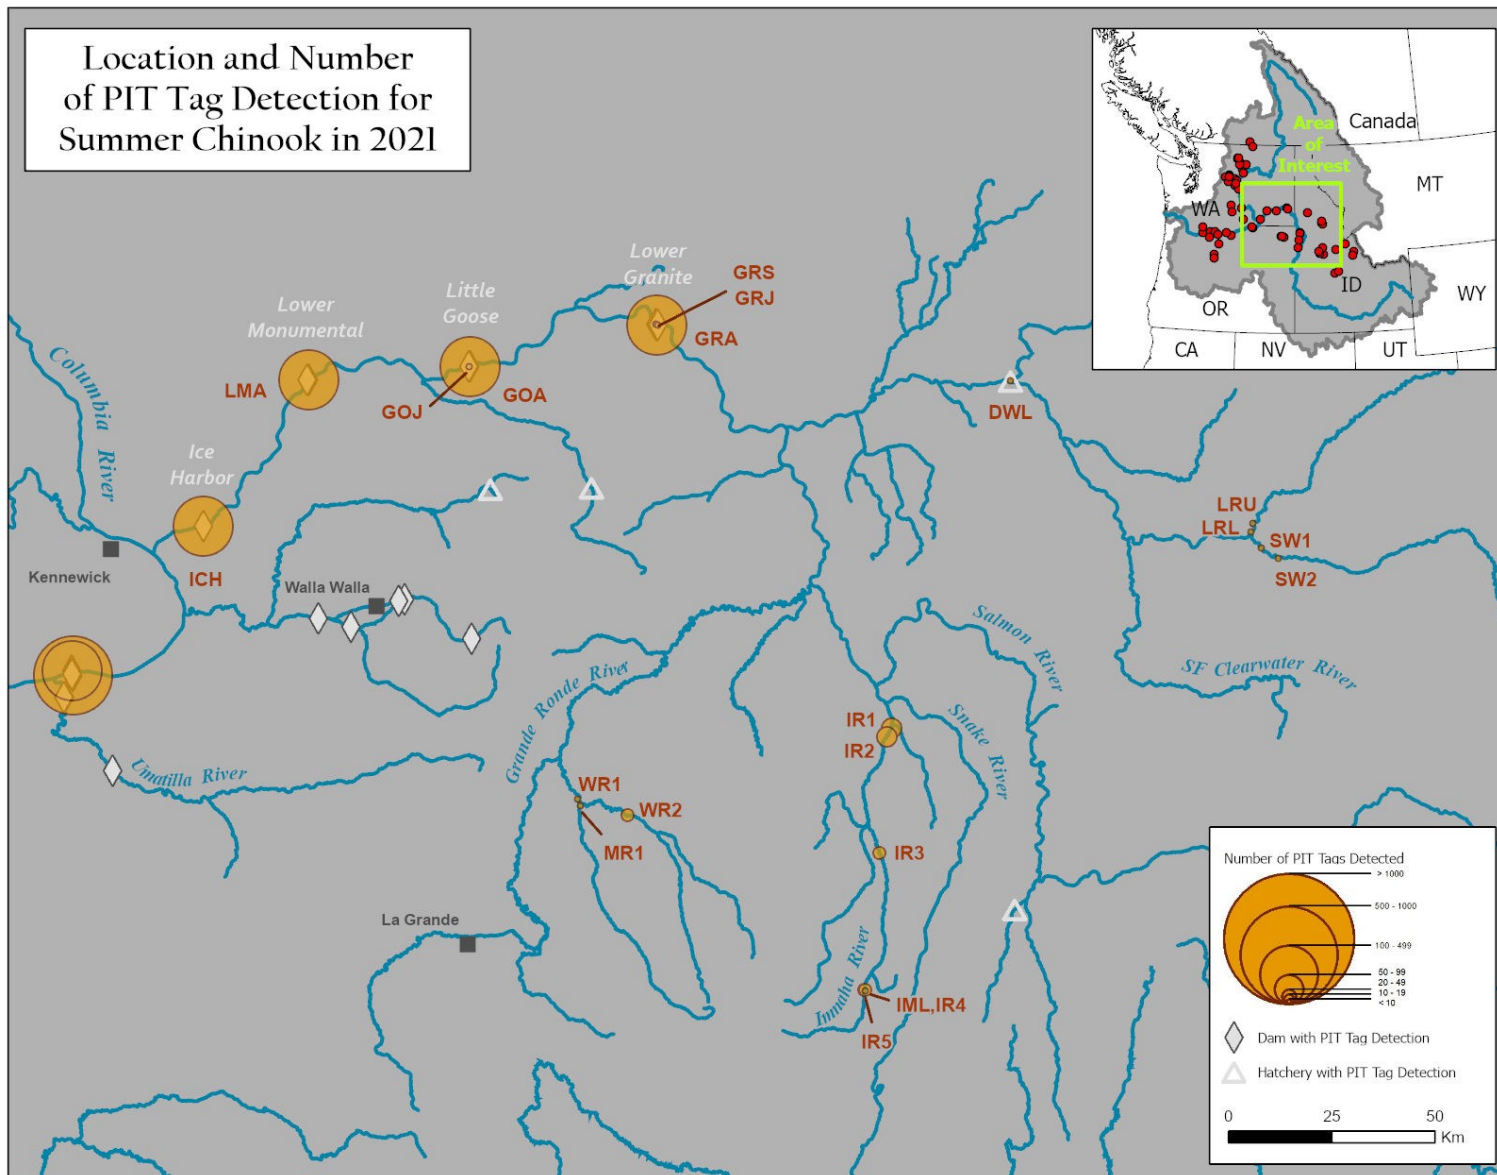 Location and Number
of PIT Tag Detection for
Summer Chinook in 2021
Area
of
Interest
Canada
MT
WA
WY
ID
OR
CA
NV
UT
Lower
Granite
GRS
GRJ
GRA
Little
Goose
Lower
Monumental
LMA
GOJ
GOA
DWL
Columbia
River
Ice
Harbor
LRU
LRL
SW1
SW2
Kennewick
ICH
Walla Walla
Salmon
River
SF Clearwater
River
Grande Ronde River
IR1
IR2
Snake
River
Umatilla River
WR1
WR2
MR1
IR3
La Grande
Imnaha River
IML,IR4
IR5
Number of PIT Tags Detected
> 1000
500 - 1000
100 - 499
50 - 99
20 - 49
10 - 19
< 10
Dam with PIT Tag Detection
Hatchery with PIT Tag Detection
0 25 50
Km